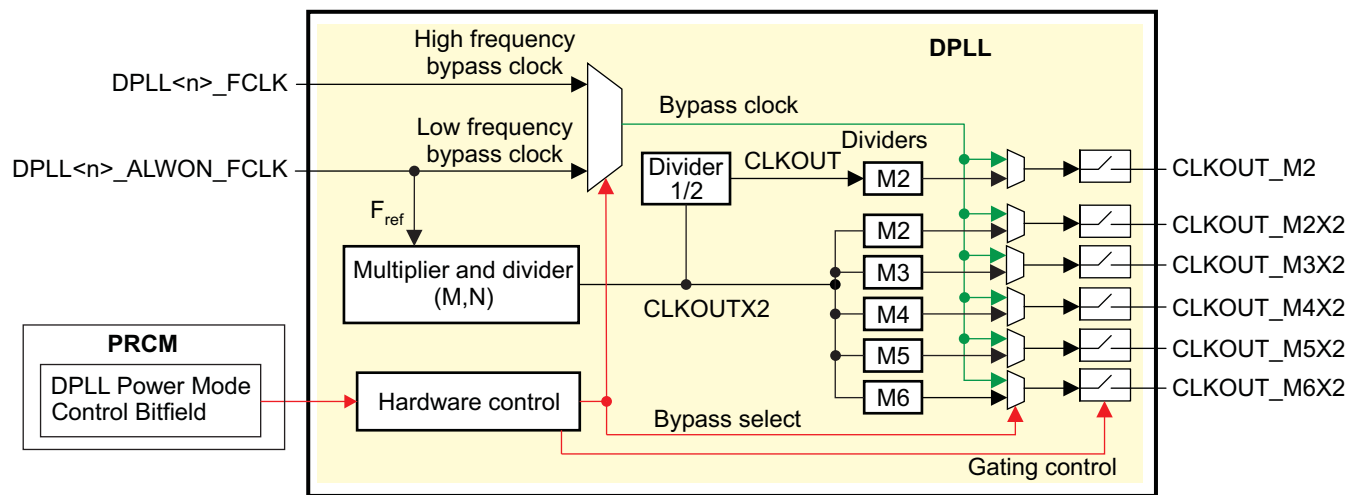 DPLL
High frequency
bypass clock
DPLL<n>_FCLK
Bypass clock
Low frequency
bypass clock
DPLL<n>_ALWON_FCLK
Dividers
CLKOUT
Divider
1/2
M2
CLKOUT_M2
F_ref
M2
CLKOUT_M2X2
Multiplier and divider
(M,N)
M3
CLKOUT_M3X2
CLKOUTX2
M4
CLKOUT_M4X2
M5
CLKOUT_M5X2
M6
CLKOUT_M6X2
PRCM
DPLL Power Mode
Control Bitfield
Hardware control
Bypass select
Gating control